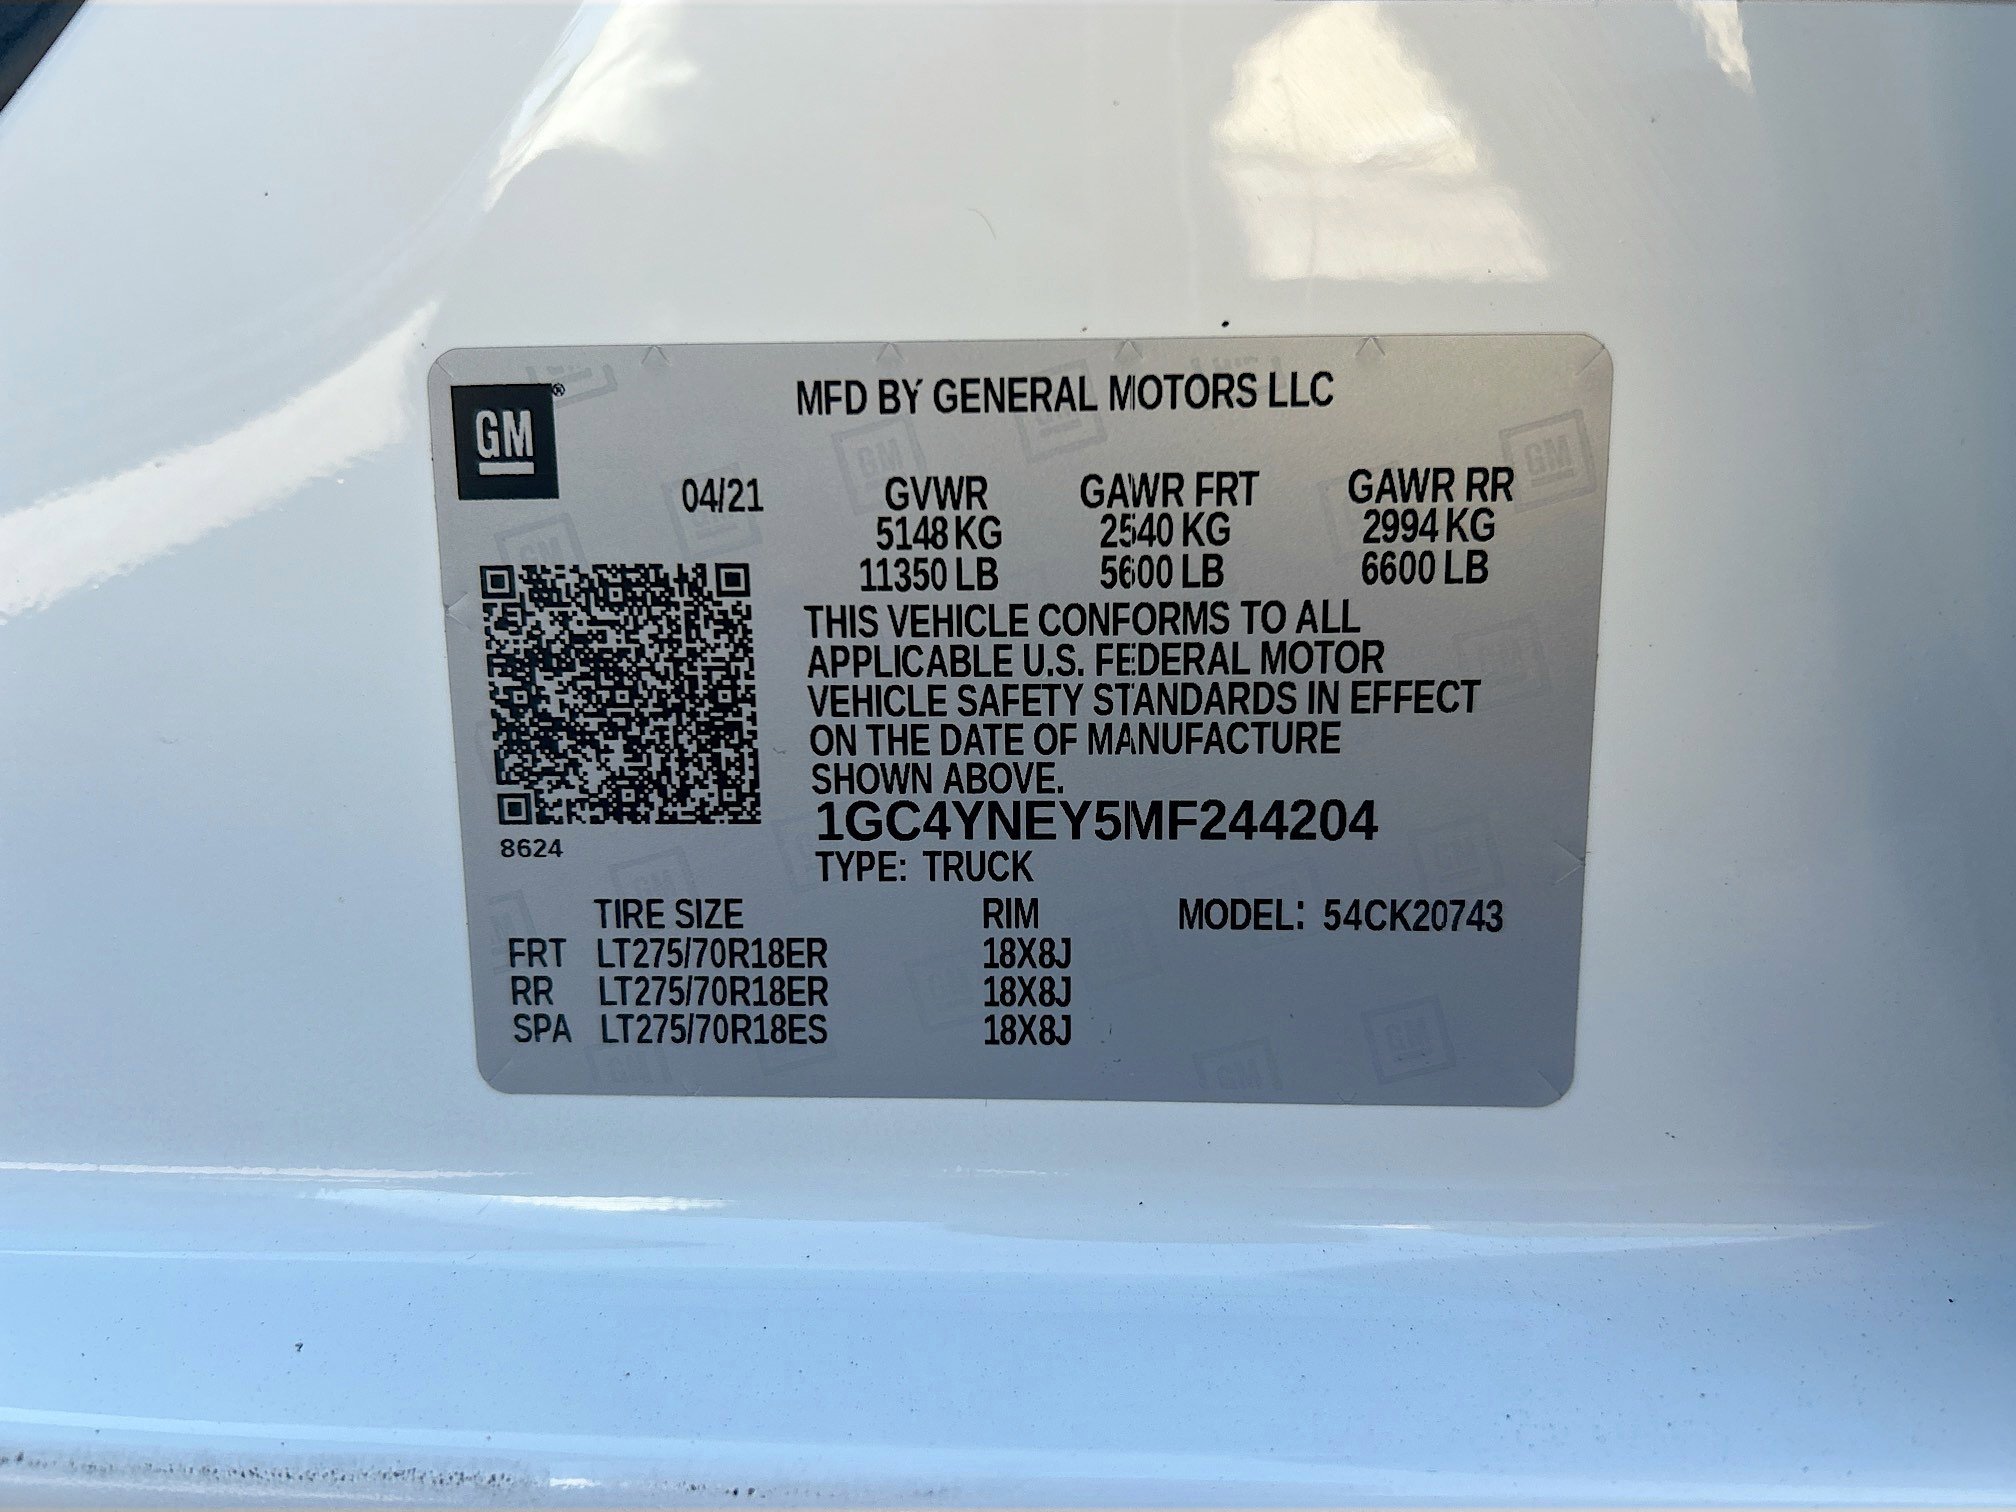 GM®
MFD BY GENERAL MOTORS LLC
04/21 GVWR GAWR FRT GAWR RR
5148 KG 2540 KG 2994 KG
11350 LB 5600 LB 6600 LB
THIS VEHICLE CONFORMS TO ALL
APPLICABLE U.S. FEDERAL MOTOR
VEHICLE SAFETY STANDARDS IN EFFECT
ON THE DATE OF MANUFACTURE
SHOWN ABOVE.
1GC4YNEY5MF244204
8624
TYPE: TRUCK
TIRE SIZE RIM MODEL: 54CK20743
FRT LT275/70R18ER 18X8J
RR LT275/70R18ER 18X8J
SPA LT275/70R18ES 18X8J